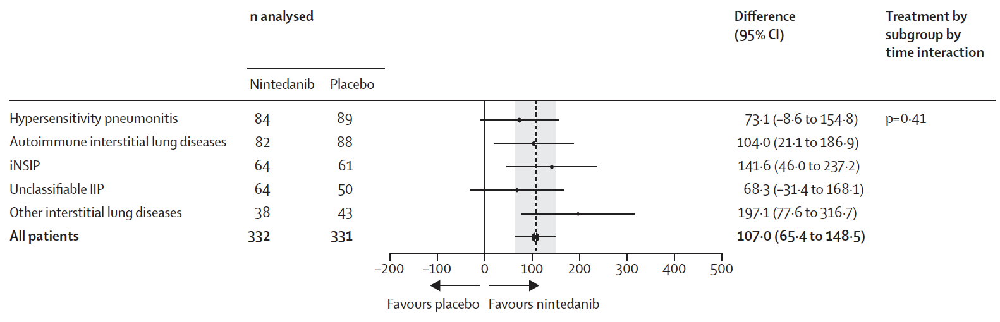 n analysed
Difference
(95% CI)
Treatment by
subgroup by
time interaction
Nintedanib Placebo
Hypersensitivity pneumonitis 84 89 73·1 (–8·6 to 154·8) p=0·41
Autoimmune interstitial lung diseases 82 88 104·0 (21·1 to 186·9)
iNSIP 64 61 141·6 (46·0 to 237·2)
Unclassifiable IIP 64 50 68·3 (–31·4 to 168·1)
Other interstitial lung diseases 38 43 197·1 (77·6 to 316·7)
All patients 332 331 107·0 (65·4 to 148·5)
–200 –100 0 100 200 300 400 500
Favours placebo Favours nintedanib